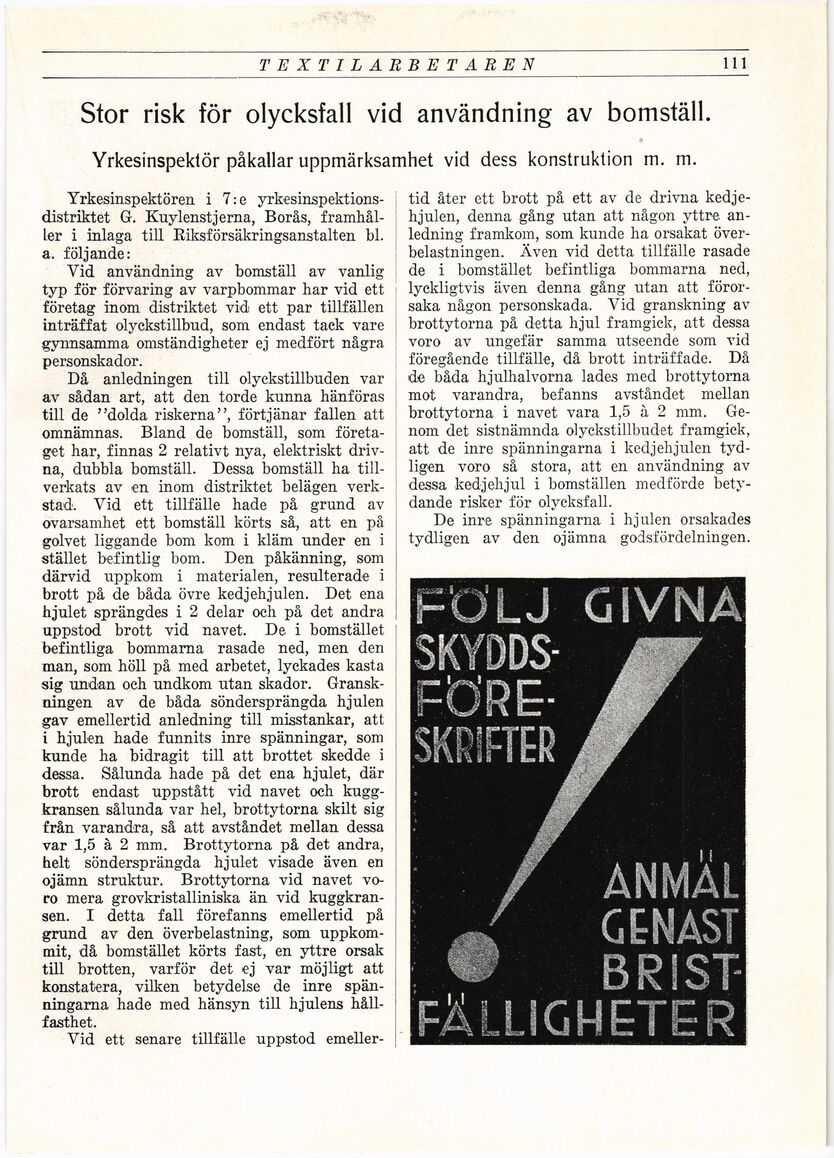 TEXTILARBETAREN 111
Stor risk för olycksfall vid användning av bomställ.
Yrkesinspektör påkallar uppmärksamhet vid dess konstruktion m. m.
Yrkesinspektören i 7:e yrkesinspektions-
distriktet G. Kuylenstjerna, Borås, framhål-
ler i inlaga till Riksförsäkringsanstalten bl.
a. följande:
Vid användning av bomställ av vanlig
typ för förvaring av varpbommar har vid ett
företag inom distriktet vid ett par tillfällen
inträffat olyckstillbud, som endast tack vare
gynnsamma omständigheter ej medfört några
personskador.
Då anledningen till olyckstillbuden var
av sådan art, att den torde kunna hänföras
till de ”dolda riskerna”, förtjänar fallen att
omnämnas. Bland de bomställ, som företa-
get har, finnas 2 relativt nya, elektriskt driv-
na, dubbla bomställ. Dessa bomställ ha till-
verkats av en inom distriktet belägen verk-
stad. Vid ett tillfälle hade på grund av
ovarsamhet ett bomställ körts så, att en på
golvet liggande bom kom i kläm under en i
stället befintlig bom. Den påkänning, som
därvid uppkom i materialen, resulterade i
brott på de båda övre kedjehjulen. Det ena
hjulet sprängdes i 2 delar och på det andra
uppstod brott vid navet. De i bomstället
befintliga bommarna rasade ned, men den
man, som höll på med arbetet, lyckades kasta
sig undan och undkom utan skador. Gransk-
ningen av de båda söndersprängda hjulen
gav emellertid anledning till misstankar, att
i hjulen hade funnits inre spänningar, som
kunde ha bidragit till att brottet skedde i
dessa. Sålunda hade på det ena hjulet, där
brott endast uppstått vid navet och kugg-
kransen sålunda var hel, brottytorna skilt sig
från varandra, så att avståndet mellan dessa
var 1,5 à 2 mm. Brottytorna på det andra,
helt söndersprängda hjulet visade även en
ojämn struktur. Brottytorna vid navet vo-
ro mera grovkristalliniska än vid kuggkran-
sen. I detta fall förefanns emellertid på
grund av den överbelastning, som uppkom-
mit, då bomstället körts fast, en yttre orsak
till brotten, varför det ej var möjligt att
konstatera, vilken betydelse de inre spän-
ningarna hade med hänsyn till hjulens håll-
fasthet.
Vid ett senare tillfälle uppstod emeller-
tid åter ett brott på ett av de drivna kedje-
hjulen, denna gång utan att någon yttre an-
ledning framkom, som kunde ha orsakat över-
belastningen. Även vid detta tillfälle rasade
de i bomstället befintliga bommarna ned,
lyckligtvis även denna gång utan att föror-
saka någon personskada. Vid granskning av
brottytorna på detta hjul framgick, att dessa
voro av ungefär samma utseende som vid
föregående tillfälle, då brott inträffade. Då
de båda hjulhalvorna lades med brottytorna
mot varandra, befanns avståndet mellan
brottytorna i navet vara 1,5 à 2 mm. Ge-
nom det sistnämnda olyckstillbudet framgick,
att de inre spänningarna i kedjehjulen tyd-
ligen voro så stora, att en användning av
dessa kedjehjul i bomställen medförde bety-
dande risker för olycksfall.
De inre spänningarna i hjulen orsakades
tydligen av den ojämna godsfördelningen.
FÖLJ GIVNA
SKYDDS-
FÖRE-
SKRIFTER
ANMÄL
GENAST
BRIST-
FÄLLIGHETER